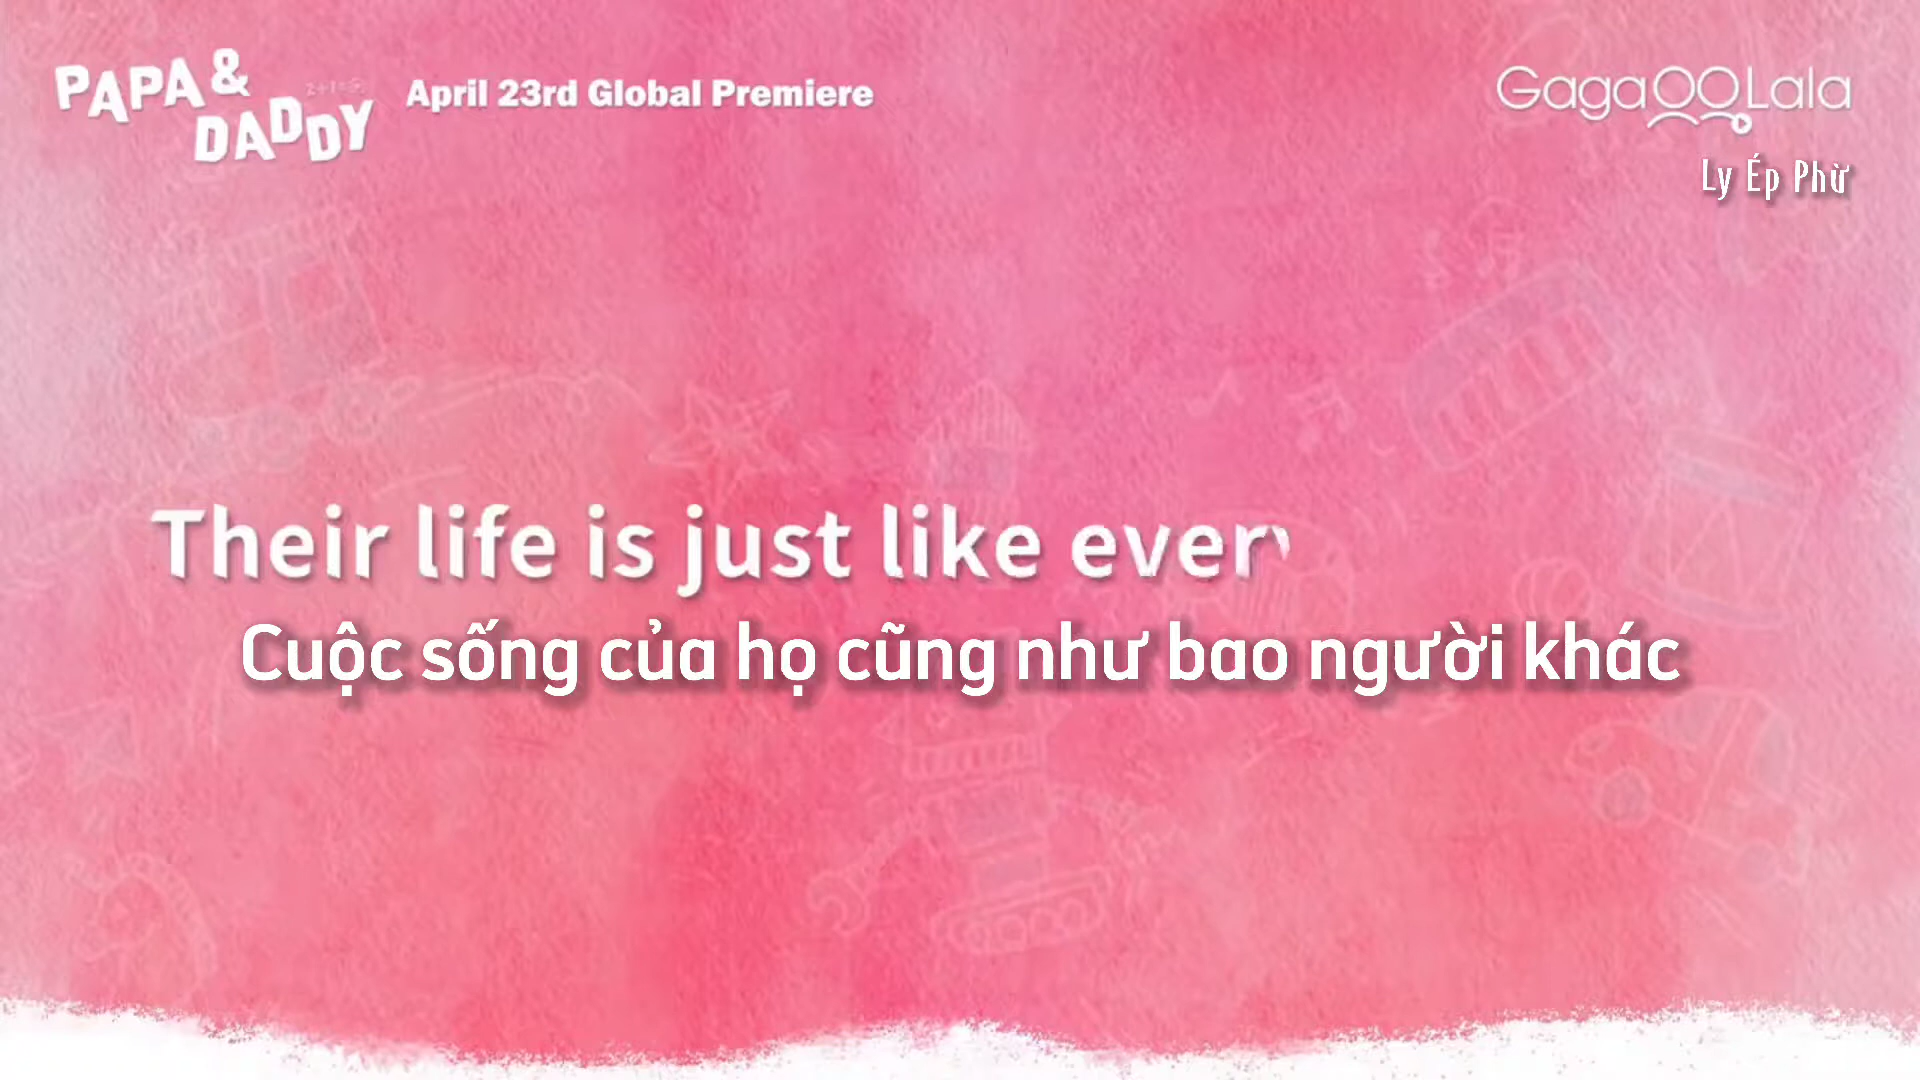 PAPA & DADDY
April 23rd Global Premiere
GagaOOLala
Ly Ép Phừ
Their life is just like every
Cuộc sống của họ cũng như bao người khác